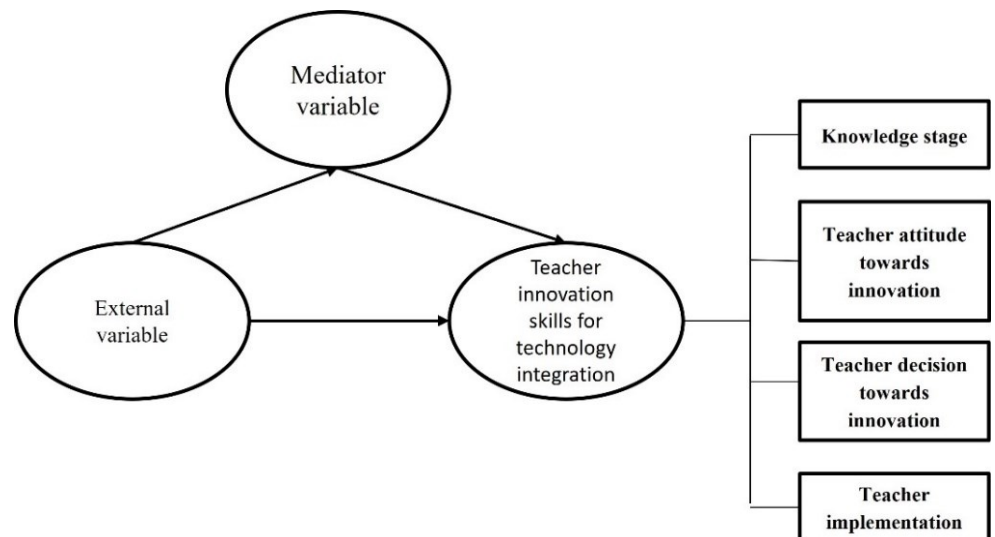 Mediator
variable
External
variable
Teacher
innovation
skills for
technology
integration
Knowledge stage
Teacher attitude
towards
innovation
Teacher decision
towards
innovation
Teacher
implementation